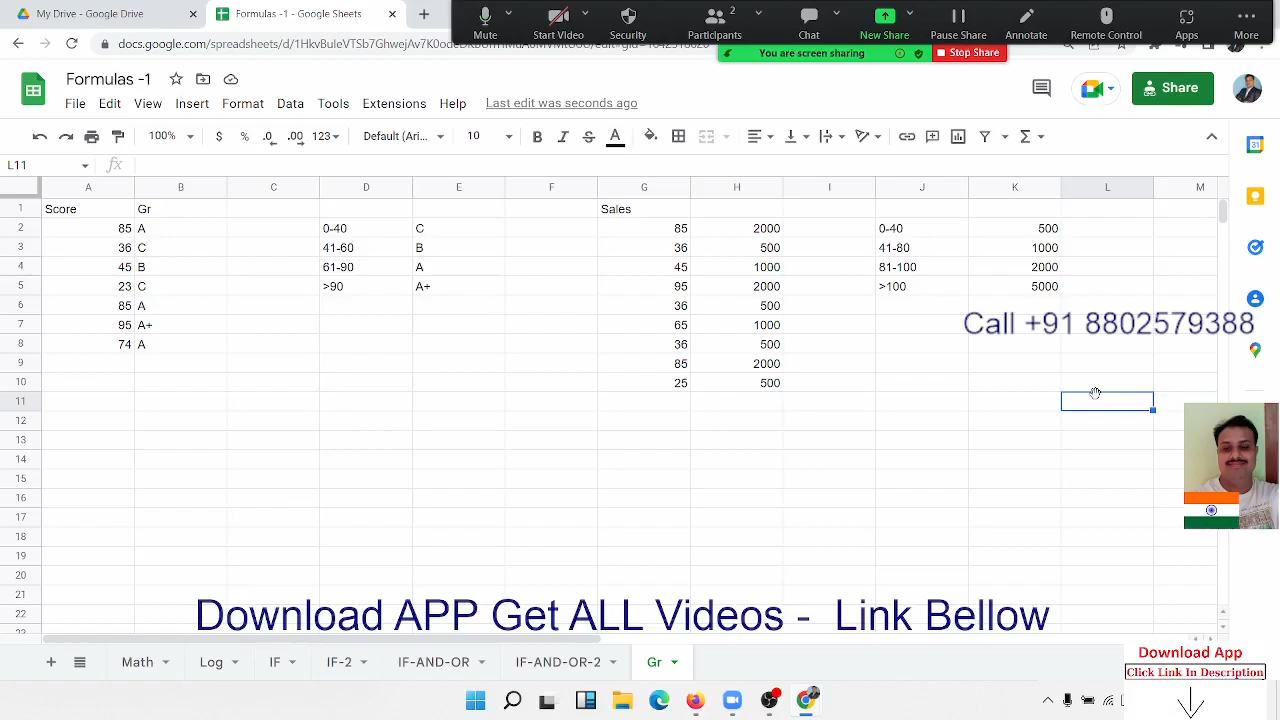 My Drive - Google Drive
Formulas -1 - Google Sheets
Mute
Start Video
Security
2
Participants
Chat
New Share
Pause Share
Annotate
Remote Control
Apps
More
You are screen sharing
Stop Share
Formulas -1
File Edit View Insert Format Data Tools Extensions Help Last edit was seconds ago
Share
100% $ % .0 .00 123 Default (Ari... 10 B I S A
L11 fx
A B C D E F G H I J K L M
1 Score Gr Sales
2 85 A 0-40 C 85 2000 0-40 500
3 36 C 41-60 B 36 500 41-80 1000
4 45 B 61-90 A 45 1000 81-100 2000
5 23 C >90 A+ 95 2000 >100 5000
6 85 A 36 500
7 95 A+ 65 1000
Call +91 8802579388
8 74 A 36 500
9 85 2000
10 25 500
11
12
13
14
15
16
17
18
19
20
21
22
Download APP Get ALL Videos - Link Bellow
Math Log IF IF-2 IF-AND-OR IF-AND-OR-2 Gr
Download App
Click Link In Description
31